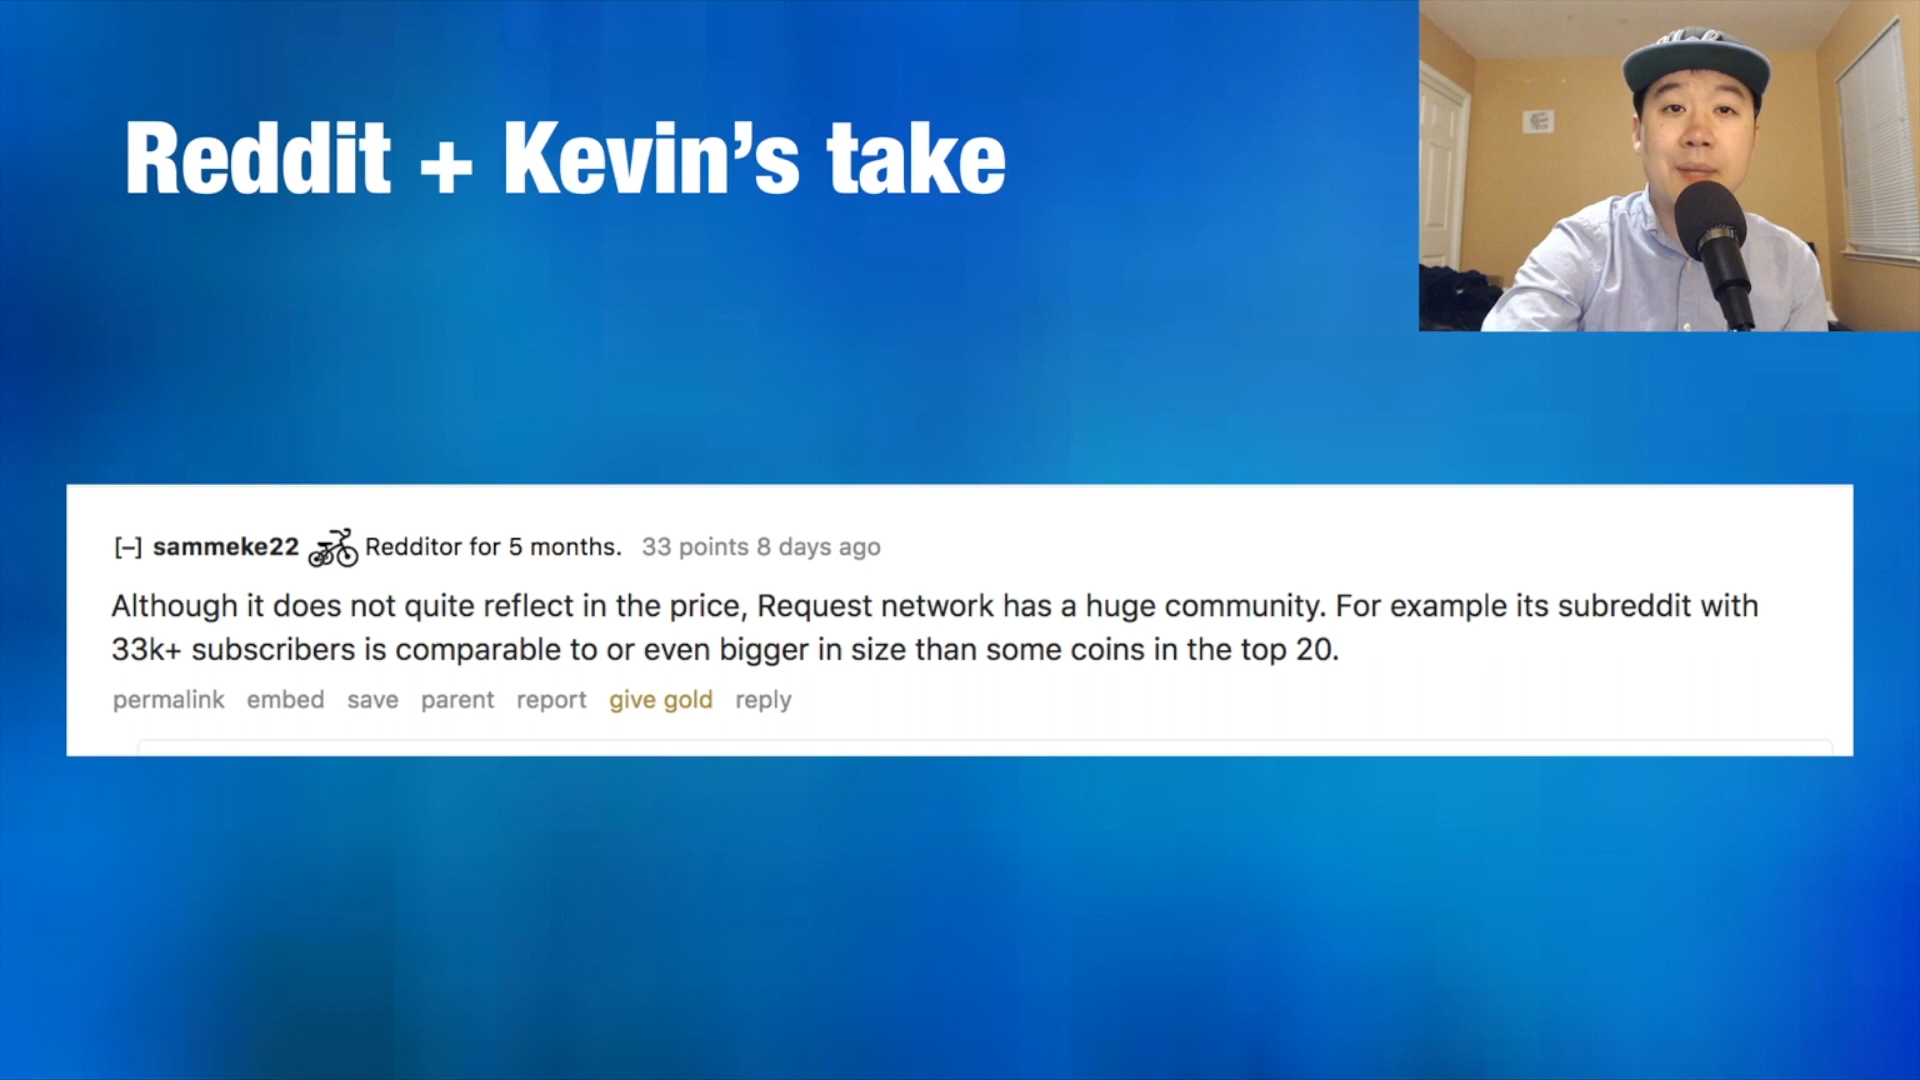 Reddit + Kevin’s take
[–] sammeke22 Redditor for 5 months. 33 points 8 days ago
Although it does not quite reflect in the price, Request network has a huge community. For example its subreddit with
33k+ subscribers is comparable to or even bigger in size than some coins in the top 20.
permalink embed save parent report give gold reply